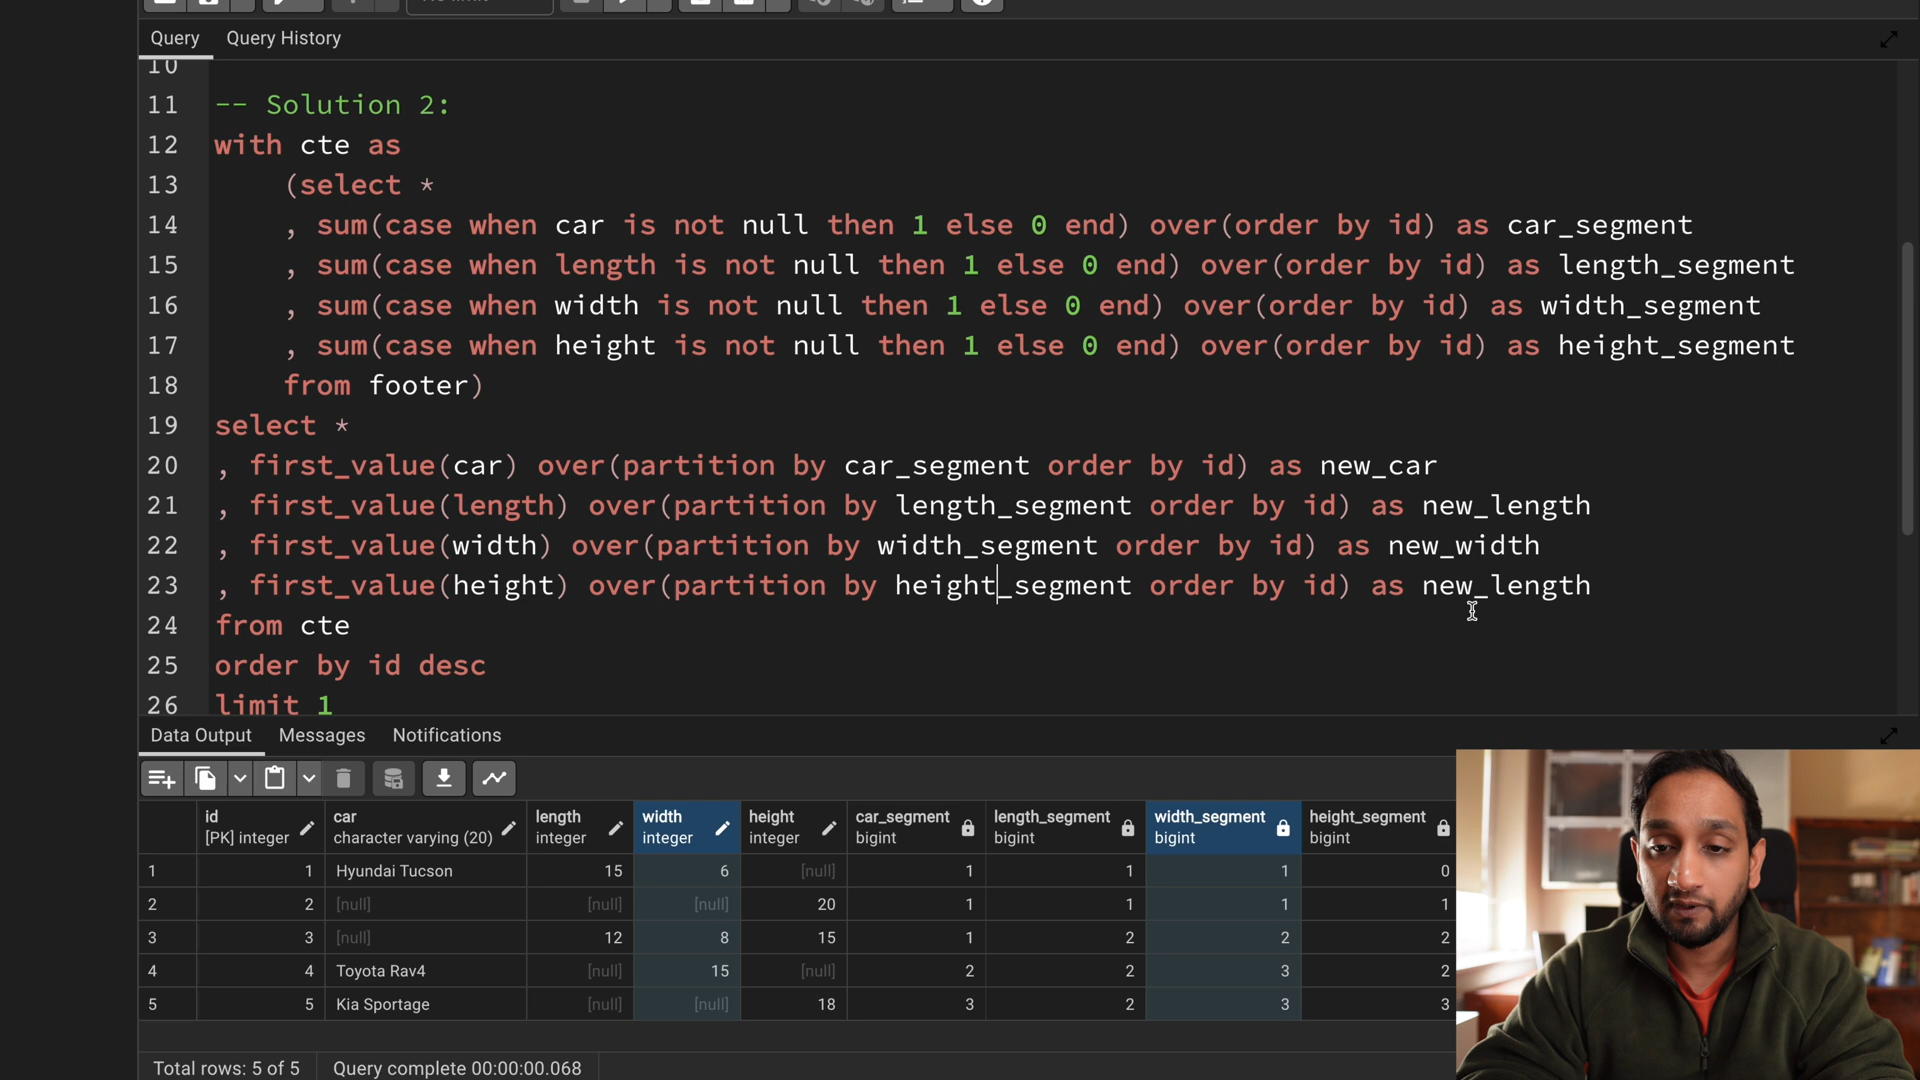 Query Query History
10
11 -- Solution 2:
12 with cte as
13 (select *
14 , sum(case when car is not null then 1 else 0 end) over(order by id) as car_segment
15 , sum(case when length is not null then 1 else 0 end) over(order by id) as length_segment
16 , sum(case when width is not null then 1 else 0 end) over(order by id) as width_segment
17 , sum(case when height is not null then 1 else 0 end) over(order by id) as height_segment
18 from footer)
19 select *
20 , first_value(car) over(partition by car_segment order by id) as new_car
21 , first_value(length) over(partition by length_segment order by id) as new_length
22 , first_value(width) over(partition by width_segment order by id) as new_width
23 , first_value(height) over(partition by height_segment order by id) as new_length
24 from cte
25 order by id desc
26 limit 1
Data Output Messages Notifications
id car length width height car_segment length_segment width_segment height_segment
[PK] integer character varying (20) integer integer integer bigint bigint bigint bigint
1 1 Hyundai Tucson 15 6 [null] 1 1 1 0
2 2 [null] [null] [null] 20 1 1 1 1
3 3 [null] 12 8 15 1 2 2 2
4 4 Toyota Rav4 [null] 15 [null] 2 2 3 2
5 5 Kia Sportage [null] [null] 18 3 2 3 3
Total rows: 5 of 5 Query complete 00:00:00.068